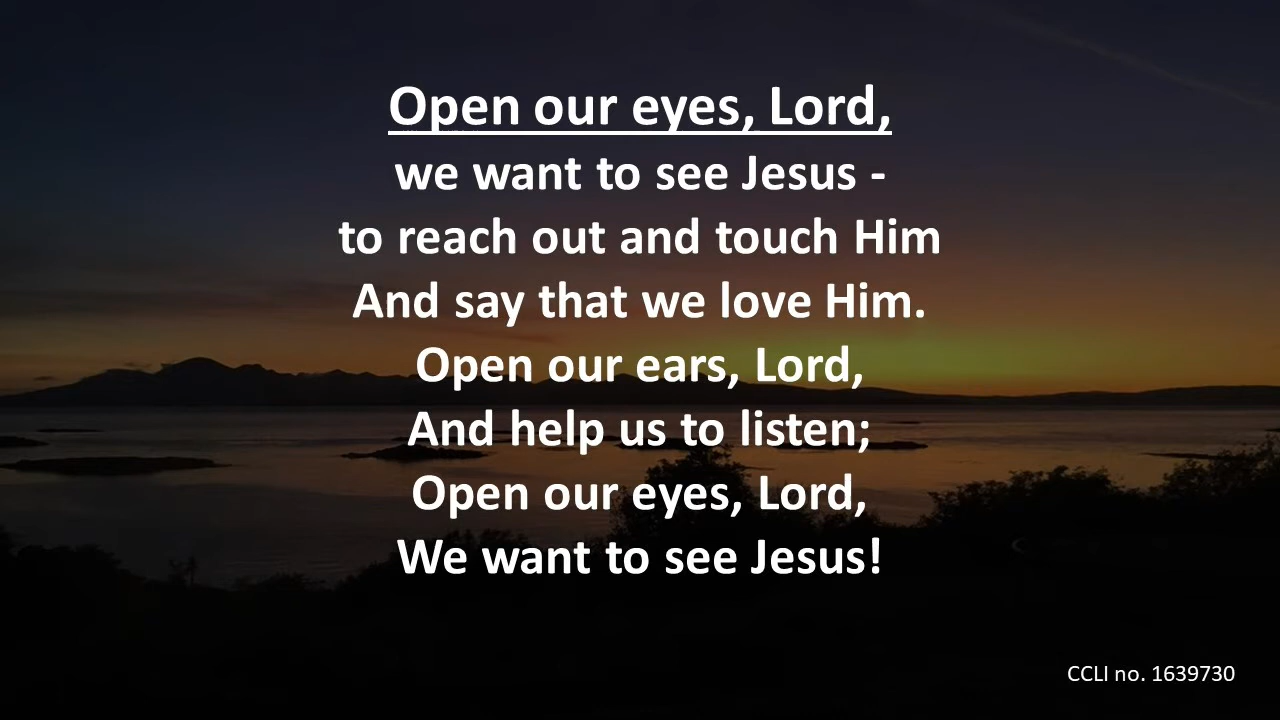 Open our eyes, Lord,
we want to see Jesus -
to reach out and touch Him
And say that we love Him.
Open our ears, Lord,
And help us to listen;
Open our eyes, Lord,
We want to see Jesus!
CCLI no. 1639730